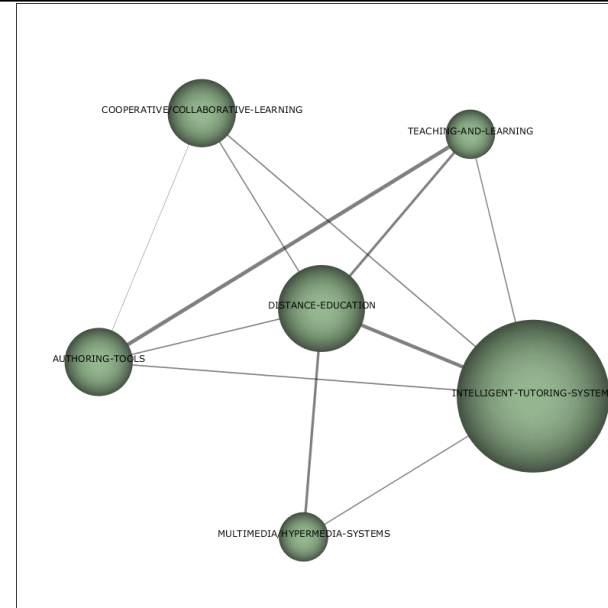 COOPERATIVE/COLLABORATIVE-LEARNING
TEACHING-AND-LEARNING
DISTANCE-EDUCATION
AUTHORING-TOOLS
INTELLIGENT-TUTORING-SYSTEM
MULTIMEDIA/HYPERMEDIA-SYSTEMS